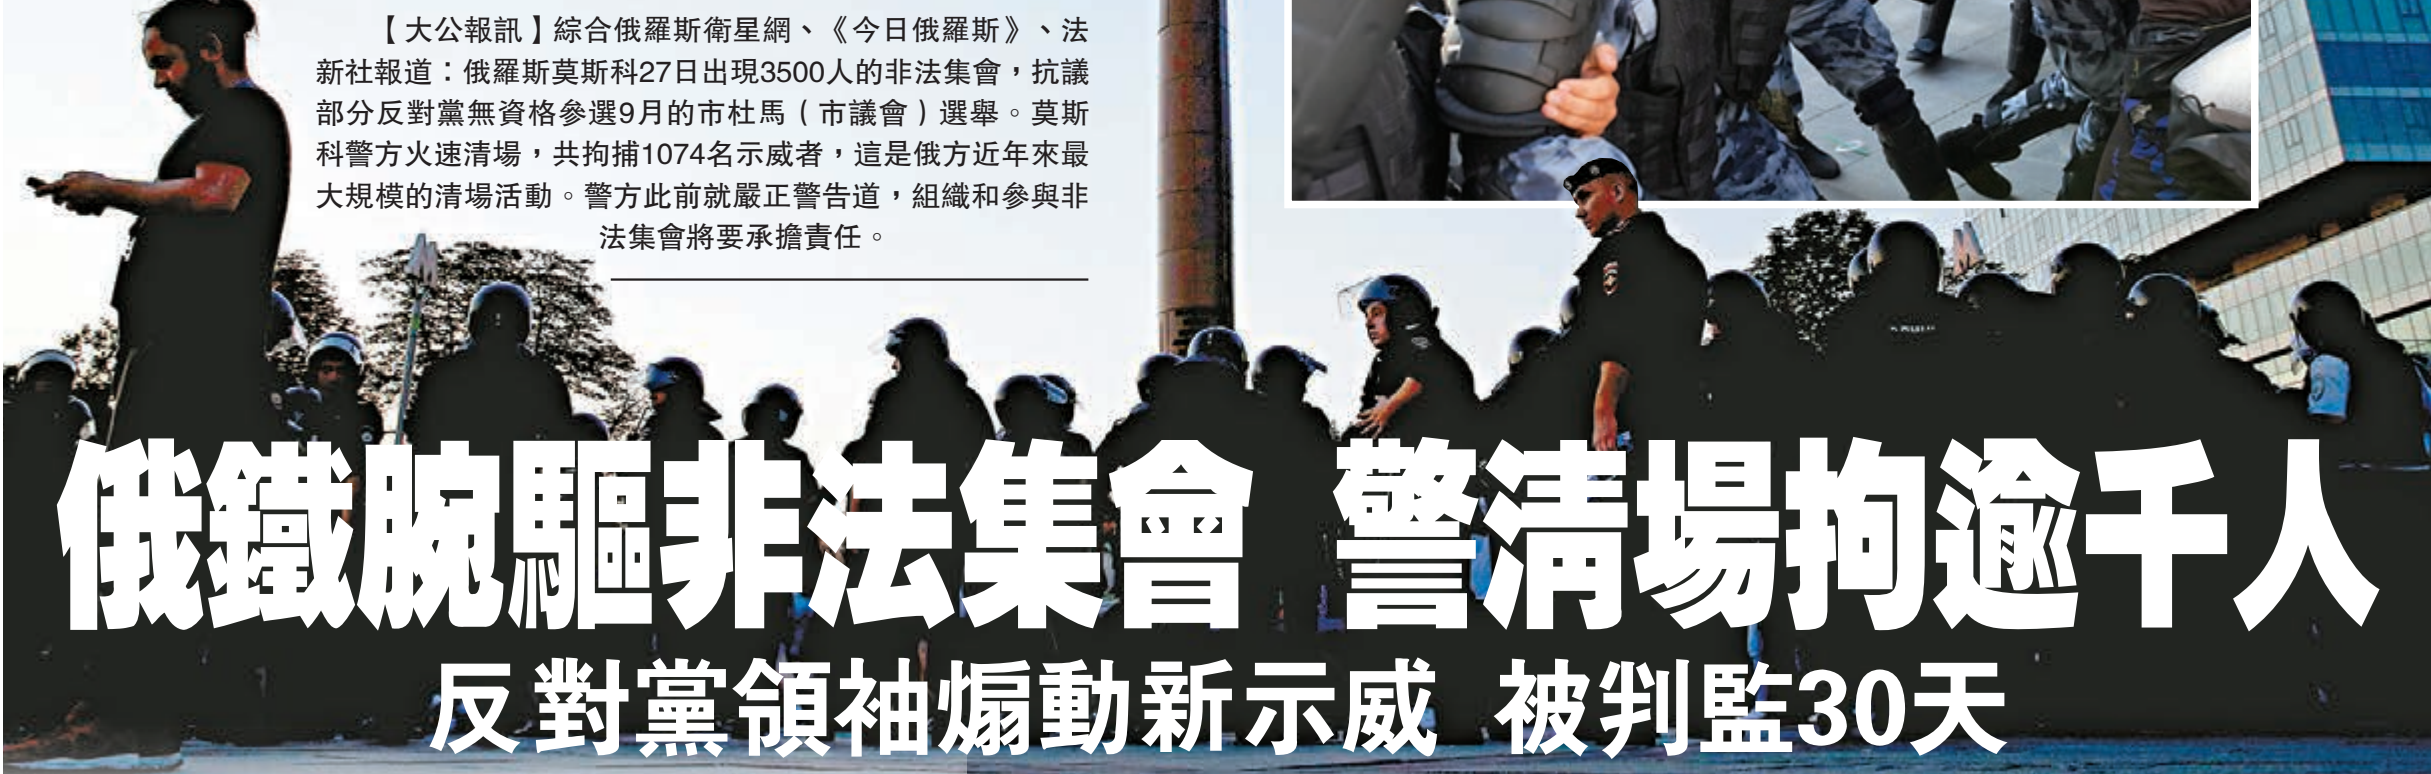 【大公報訊】綜合俄羅斯衛星網、《今日俄羅斯》、法
新社報道：俄羅斯莫斯科27日出現3500人的非法集會，抗議
部分反對黨無資格參選9月的市杜馬（市議會）選舉。莫斯
科警方火速清場，共拘捕1074名示威者，這是俄方近年來最
大規模的清場活動。警方此前就嚴正警告道，組織和參與非
法集會將要承擔責任。
俄鐵腕驅非法集會 警清場拘逾千人
反對黨領袖煽動新示威 被判監30天